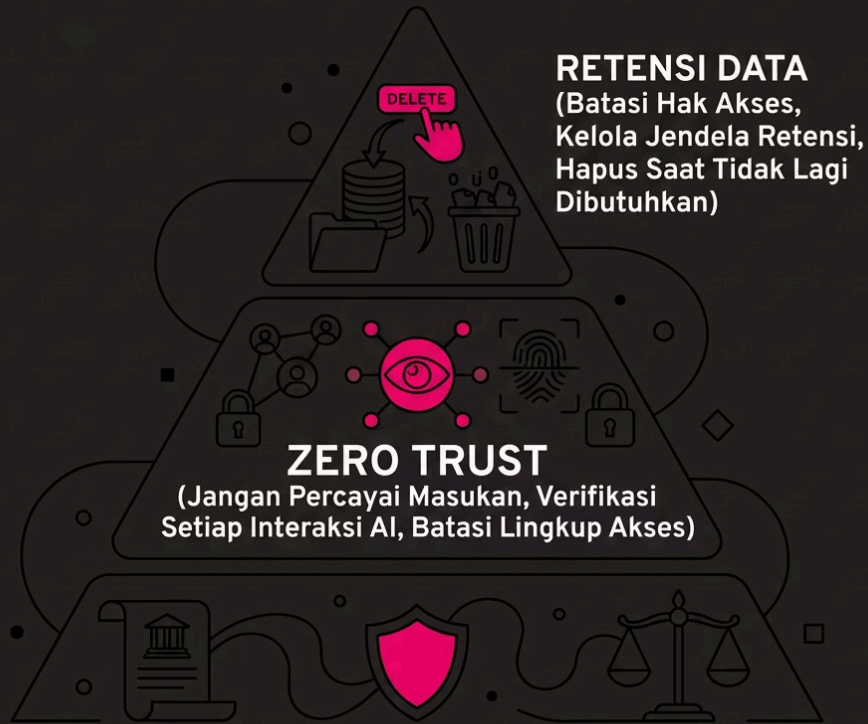 DELETE
RETENSI DATA
(Batasi Hak Akses,
Kelola Jendela Retensi,
Hapus Saat Tidak Lagi
Dibutuhkan)
ZERO TRUST
(Jangan Percayai Masukan, Verifikasi
Setiap Interaksi AI, Batasi Lingkup Akses)